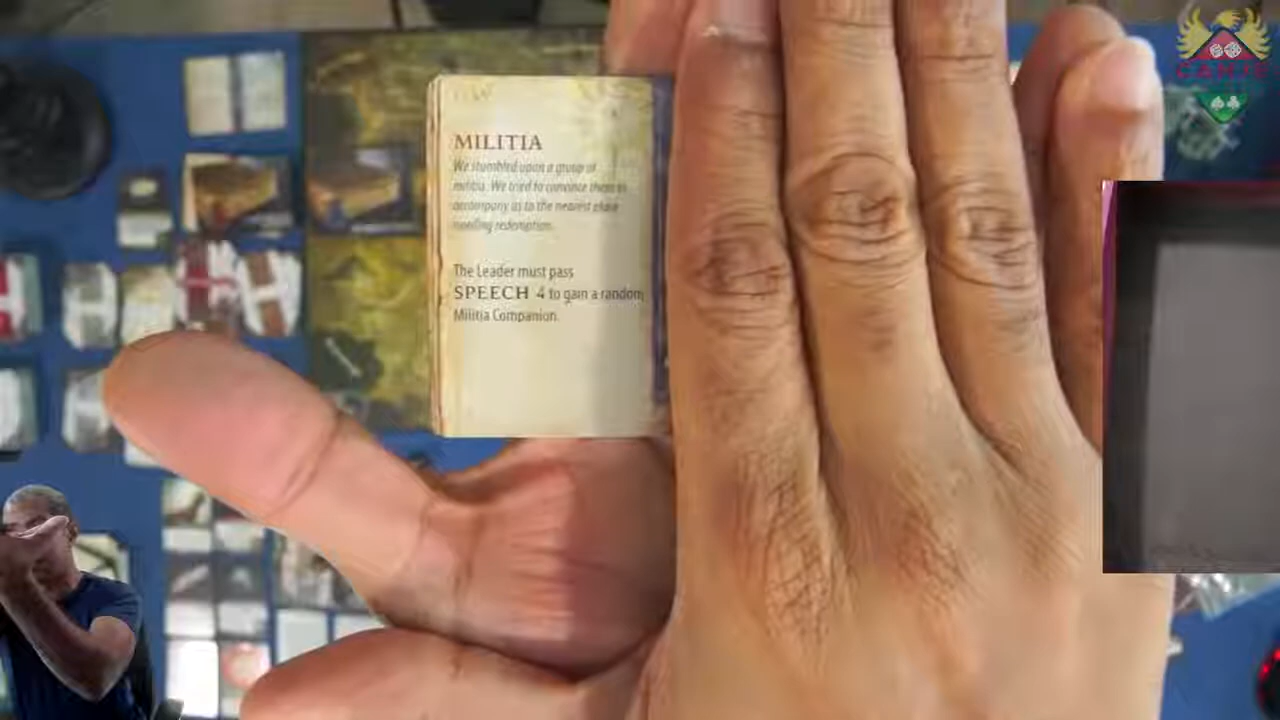 MILITIA
We stumbled upon a group of
militia. We tried to convince them to
accompany us to the nearest place
needing redemption.
The Leader must pass
SPEECH 4 to gain a random
Militia Companion.
CAHJE